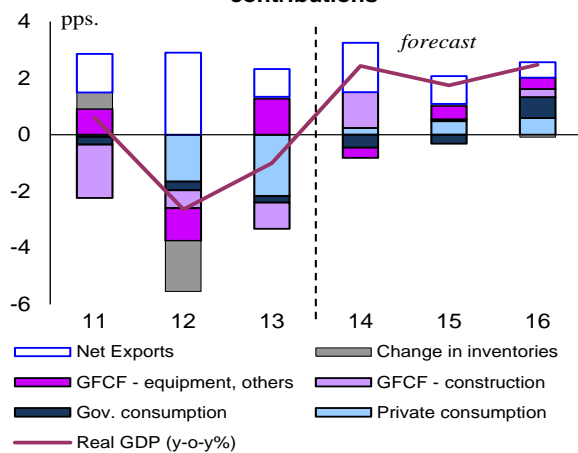 contributions
4
pps.
forecast
2
0
-2
-4
-6
11 12 13 14 15 16
Net Exports Change in inventories
GFCF - equipment, others GFCF - construction
Gov. consumption Private consumption
Real GDP (y-o-y%)